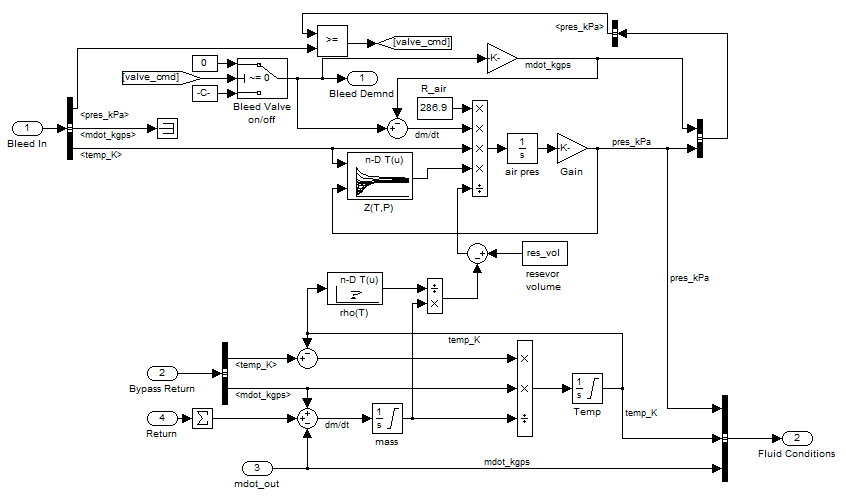 <pres_kPa>
>=
[valve_cmd]
0
[valve_cmd]
~= 0
-C-
Bleed Valve
on/off
1
Bleed Demnd
K-
mdot_kgps
R_air
286.9
1
Bleed In
<pres_kPa>
<mdot_kgps>
<temp_K>
dm/dt
n-D T(u)
Z(T,P)
1
s
air pres
K-
Gain
pres_kPa
res_vol
resevor
volume
pres_kPa
n-D T(u)
rho(T)
temp_K
2
Bypass Return
<temp_K>
<mdot_kgps>
4
Return
Σ
dm/dt
1
s
mass
1
s
Temp
temp_K
3
mdot_out
mdot_kgps
2
Fluid Conditions